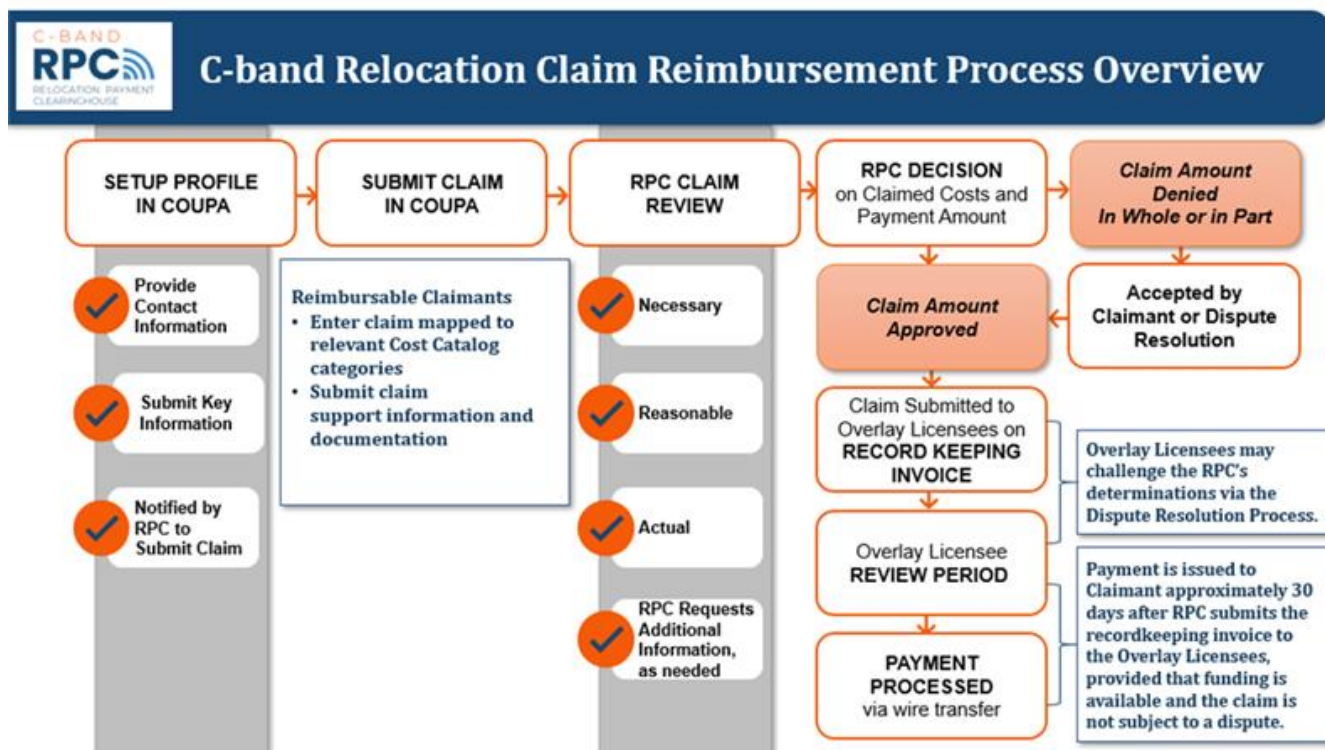 C-BAND
RPC
RELOCATION PAYMENT
CLEARINGHOUSE
C-band Relocation Claim Reimbursement Process Overview
SETUP PROFILE
IN COUPA
SUBMIT CLAIM
IN COUPA
RPC CLAIM
REVIEW
RPC DECISION
on Claimed Costs and
Payment Amount
Claim Amount
Denied
In Whole or in Part
Provide
Contact
Information
Submit Key
Information
Notified by
RPC to
Submit Claim
Reimbursable Claimants
• Enter claim mapped to
relevant Cost Catalog
categories
• Submit claim
support information and
documentation
Necessary
Reasonable
Actual
RPC Requests
Additional
Information,
as needed
Claim Amount
Approved
Accepted by
Claimant or Dispute
Resolution
Claim Submitted to
Overlay Licensees on
RECORD KEEPING
INVOICE
Overlay Licensee
REVIEW PERIOD
PAYMENT
PROCESSED
via wire transfer
Overlay Licensees may
challenge the RPC's
determinations via the
Dispute Resolution Process.
Payment is issued to
Claimant approximately 30
days after RPC submits the
recordkeeping invoice to
the Overlay Licensees,
provided that funding is
available and the claim is
not subject to a dispute.